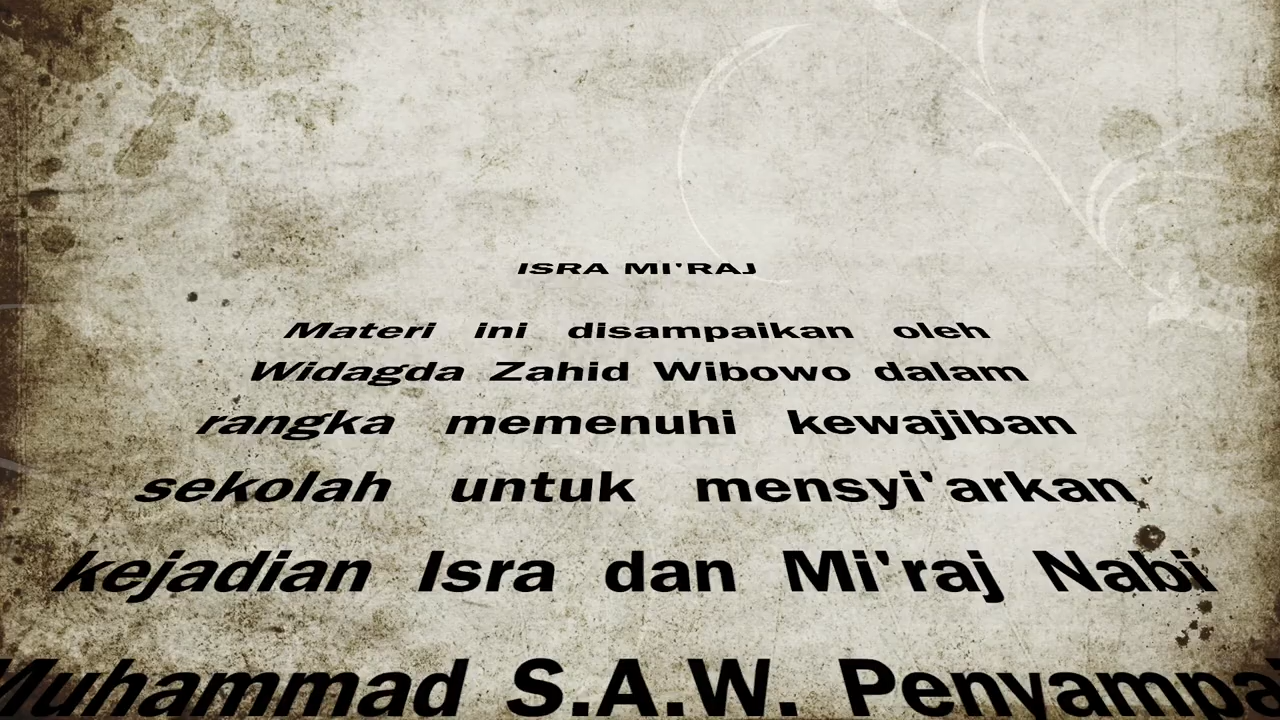 ISRA MI'RAJ
Materi ini disampaikan oleh
Widagda Zahid Wibowo dalam
rangka memenuhi kewajiban
sekolah untuk mensyi'arkan
kejadian Isra dan Mi'raj Nabi
Muhammad S.A.W.